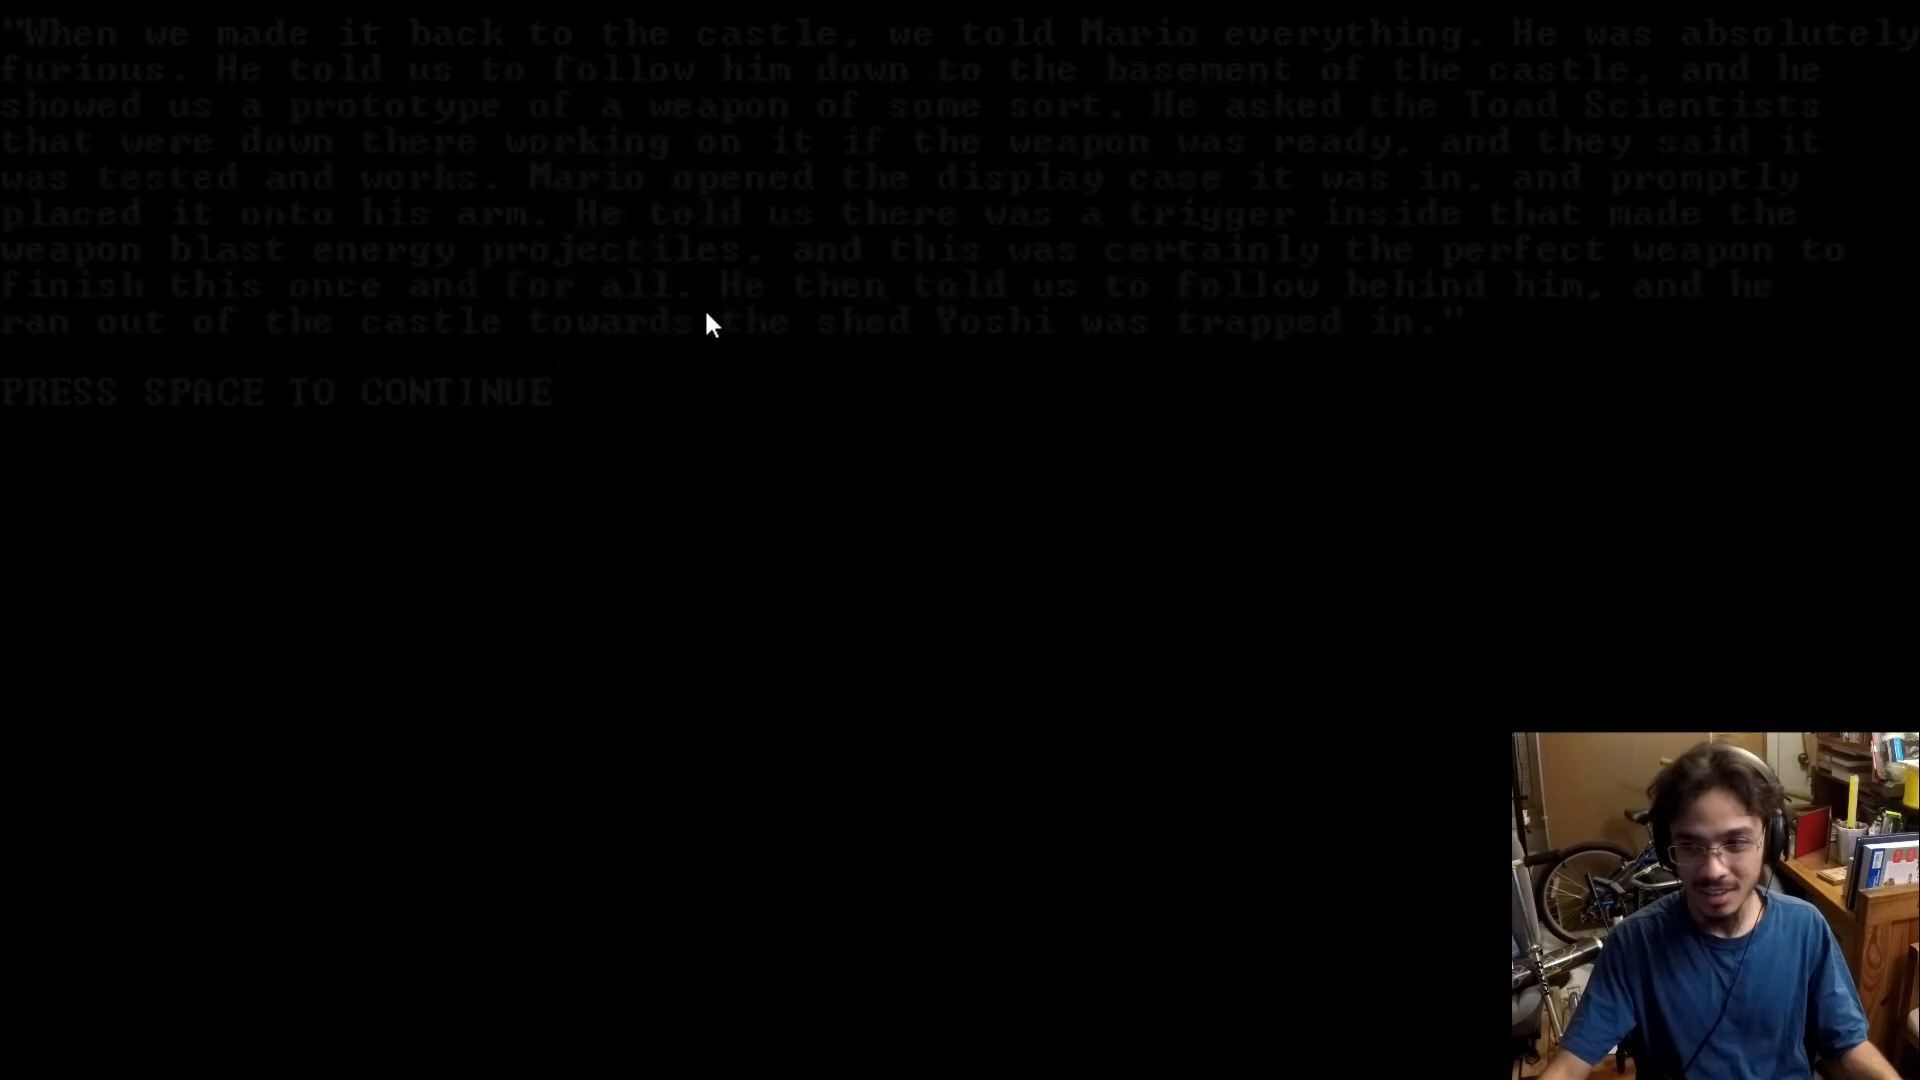 "When we made it back to the castle, we told Mario everything. He was absolutely
furious. He told us to follow him down to the basement of the castle, and he
showed us a prototype of a weapon of some sort. He asked the Toad Scientists
that were down there working on it if the weapon was ready, and they said it
was tested and works. Mario opened the display case it was in, and promptly
placed it onto his arm. He told us there was a trigger inside that made the
weapon blast energy projectiles, and this was certainly the perfect weapon to
finish this once and for all. He then told us to follow behind him, and he
ran out of the castle towards the shed Yoshi was trapped in."
PRESS SPACE TO CONTINUE